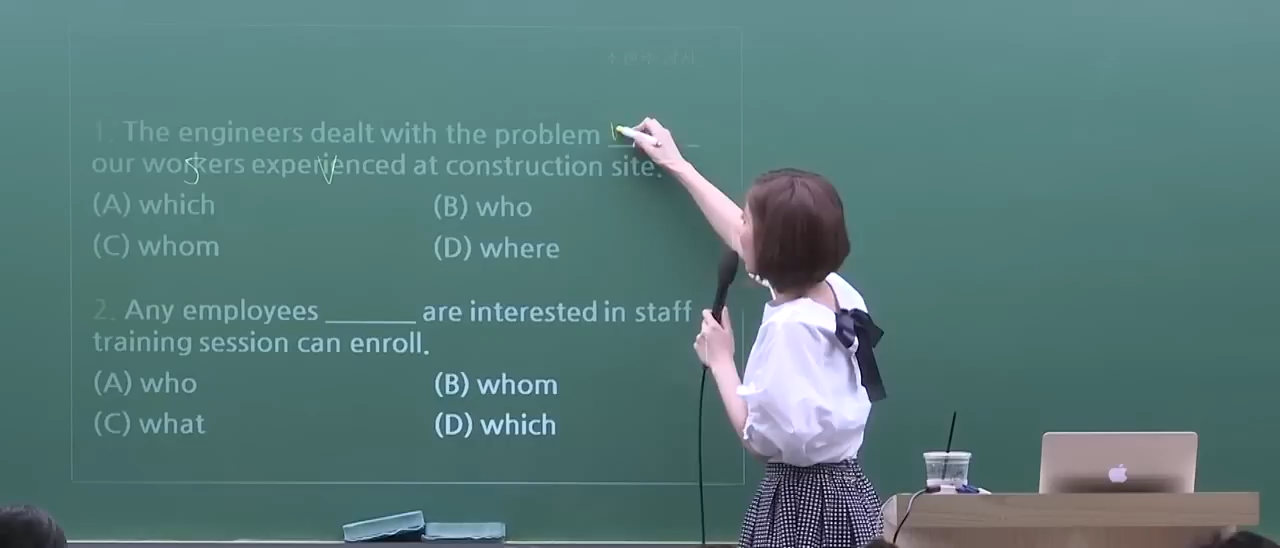 1. The engineers dealt with the problem ______
our workers experienced at construction site.
S V
(A) which (B) who
(C) whom (D) where
2. Any employees ______ are interested in staff
training session can enroll.
(A) who (B) whom
(C) what (D) which